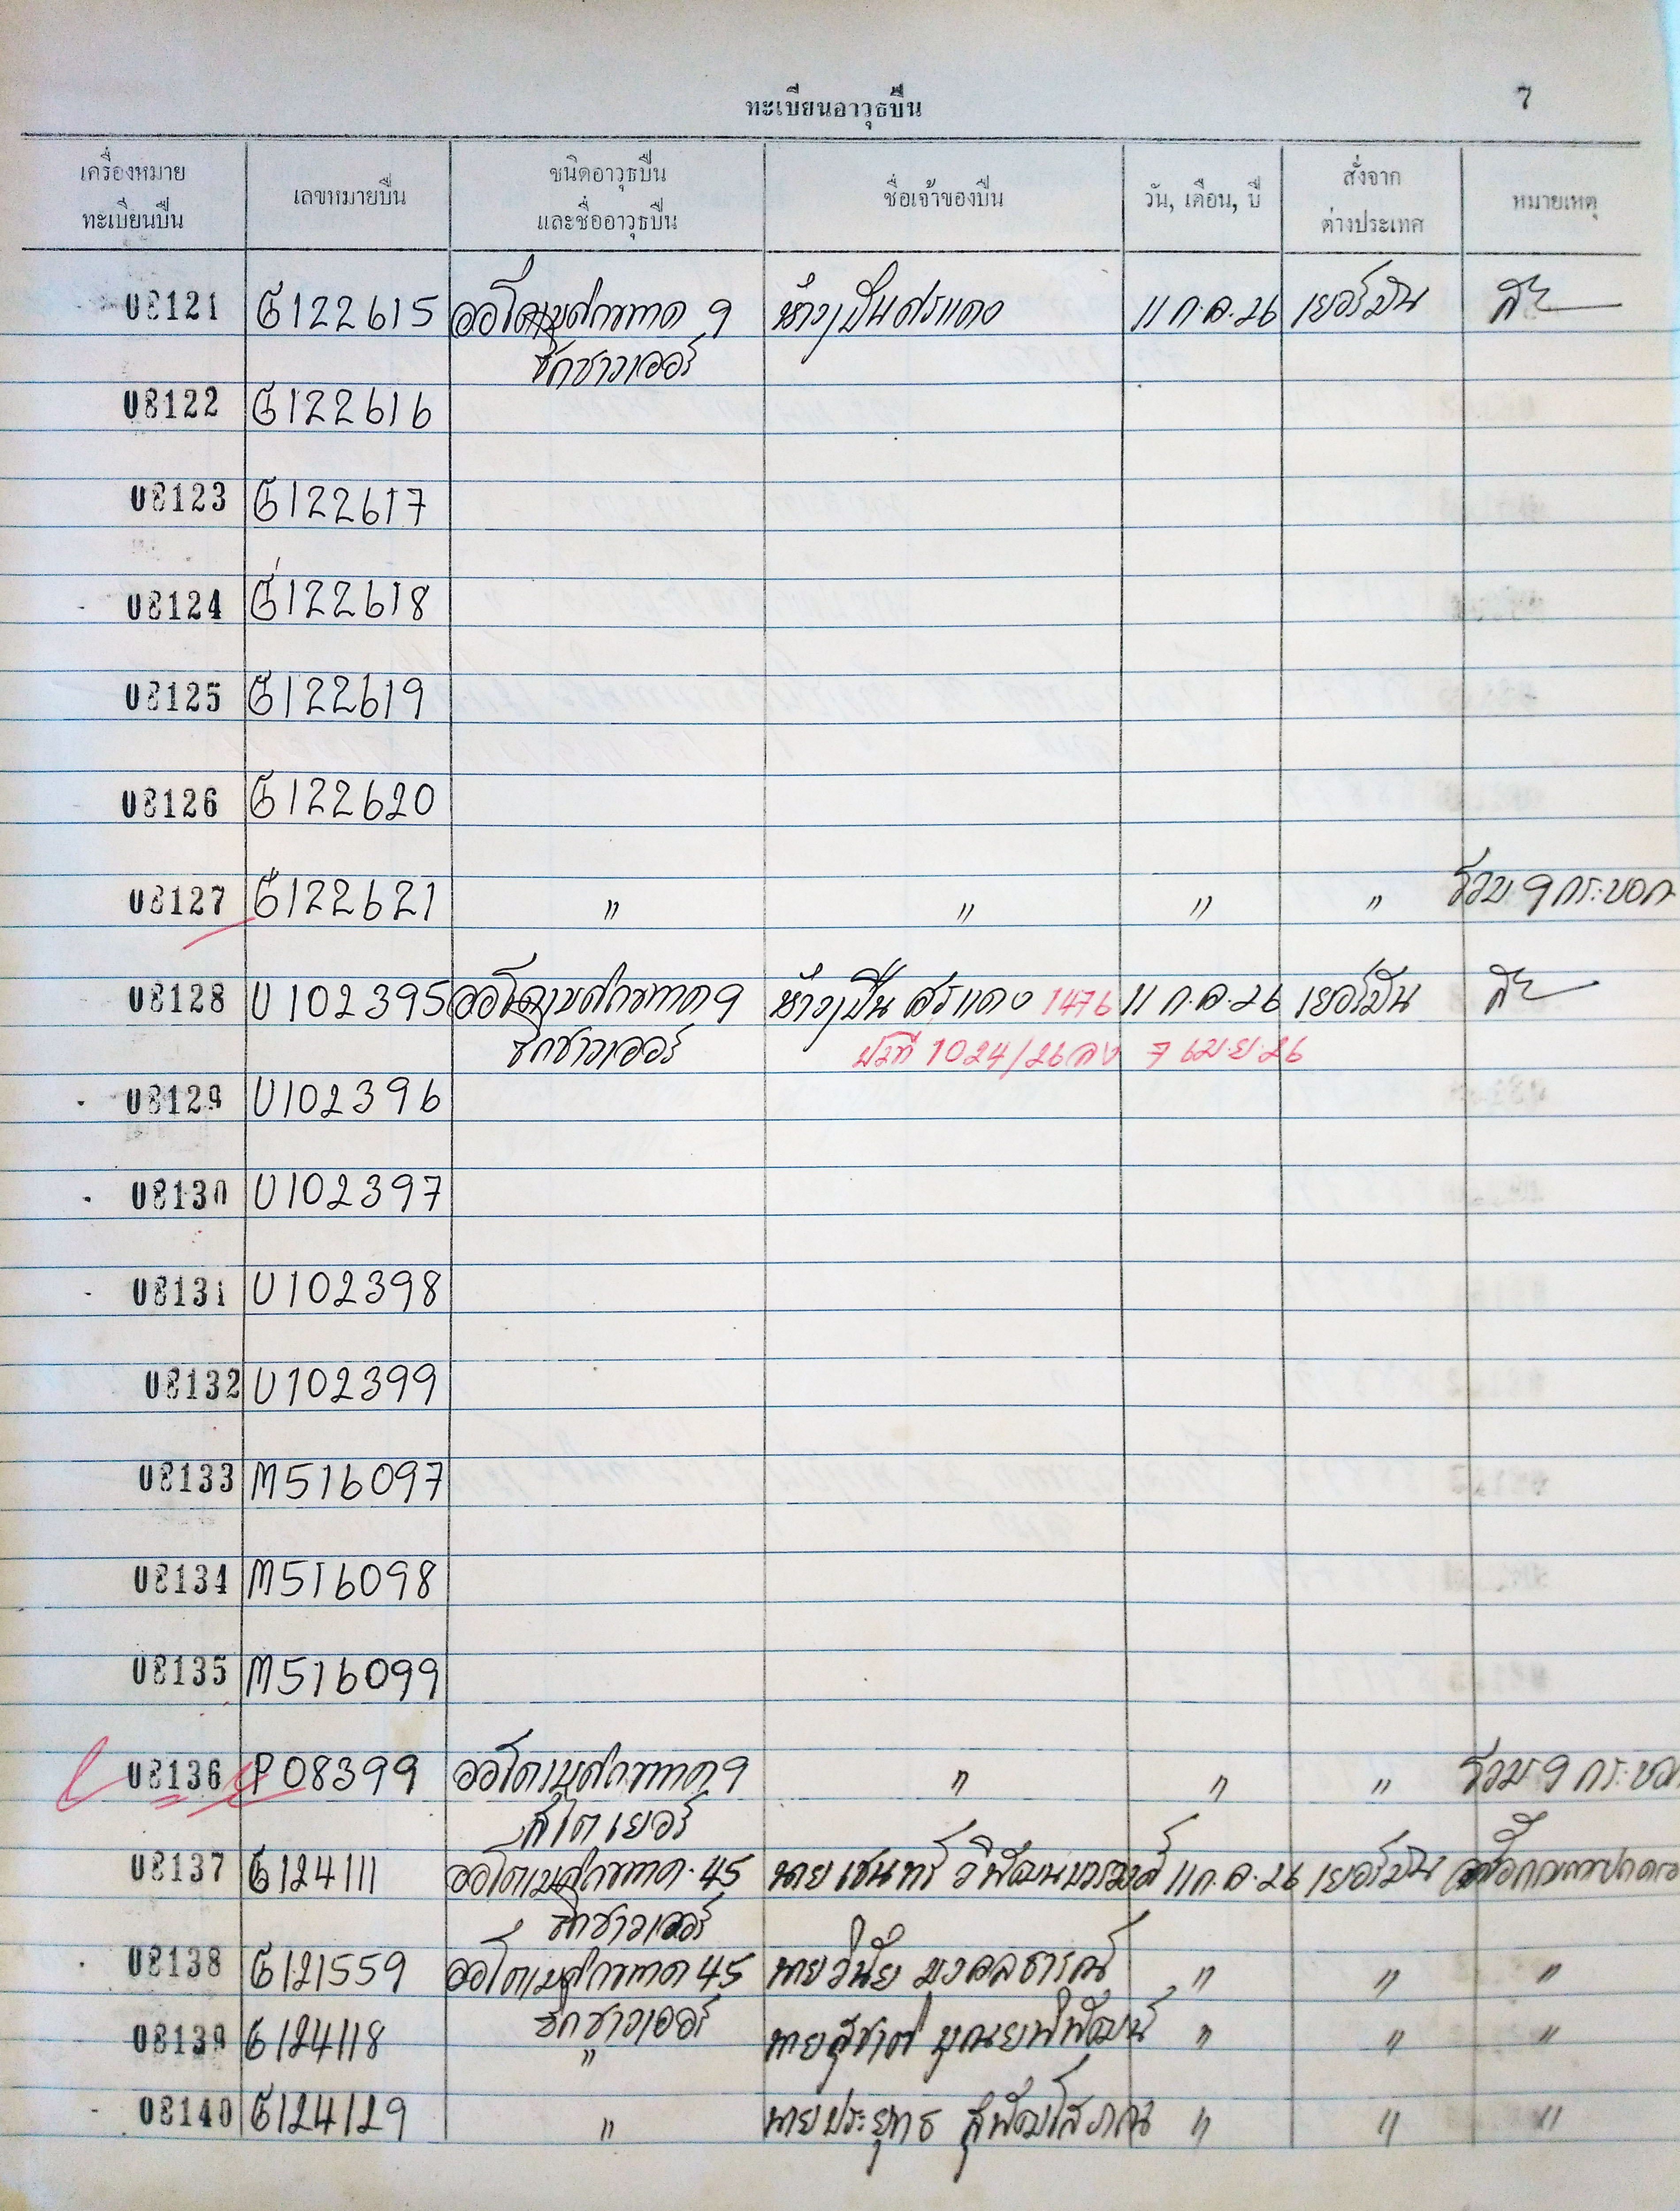 ทะเบียนอาวุธปืน 7
เครื่องหมาย ทะเบียนปืน เลขหมายปืน ชนิดอาวุธปืน และชื่ออาวุธปืน ชื่อเจ้าของปืน วัน, เดือน, ปี สั่งจาก ต่างประเทศ หมายเหตุ
08121 G122615 ออโตเมติกขนาด 9 ห้างปืนศรแดง 11 ก.ค.26 เยอรมัน
ซิกซาวเออร์
08122 G122616
08123 G122617
08124 G122618
08125 G122619
08126 G122620
08127 G122621 " " " " รวม 9 กระบอก
08128 U102395 ออโตเมติกขนาด 9 ห้างปืน ศรแดง 1476 11 ก.ค.26 เยอรมัน
ซิกซาวเออร์ ป.2ที่ 1024/26 ลง 7 เม.ย.26
08129 U102396
08130 U102397
08131 U102398
08132 U102399
08133 M516097
08134 M516098
08135 M516099
08136 P08399 ออโตเมติกขนาด 9 " " " รวม 9 กระบอก
สไตเยอร์
08137 G124111 ออโตเมติกขนาด .45 นาย เชนทร์ วิพัฒนบวรวงศ์ 11 ก.ค.26 เยอรมัน
ซิกซาวเออร์
08138 G121559 ออโตเมติกขนาด 45 นายวินัย มงคลธารณ์ " " "
ซิกซาวเออร์
08139 G124118 " นายสุชาติ บุณยพิพัฒน์ " " "
08140 G124129 " นายประยุทธ สุพัฒโสภณ " " "